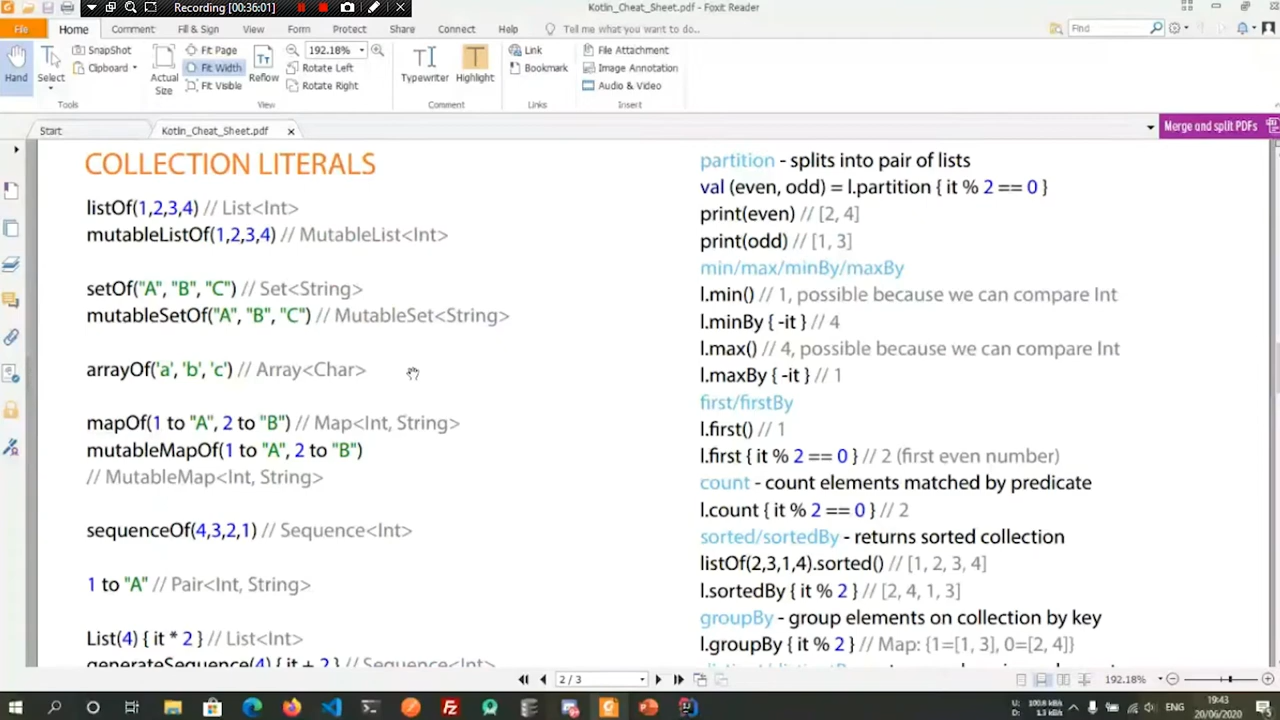 Recording [00:36:01]
Kotlin_Cheat_Sheet.pdf - Foxit Reader
File
Home
Comment
Fill & Sign
View
Form
Protect
Share
Connect
Help
Tell me what you want to do...
Find
Hand
Select
SnapShot
Clipboard
Tools
Actual
Size
Fit Page
Fit Width
Fit Visible
Reflow
192.18%
Rotate Left
Rotate Right
View
Typewriter
Highlight
Comment
Link
Bookmark
Links
File Attachment
Image Annotation
Audio & Video
Insert
Start
Kotlin_Cheat_Sheet.pdf
Merge and split PDFs
COLLECTION LITERALS
listOf(1,2,3,4) // List<Int>
mutableListOf(1,2,3,4) // MutableList<Int>
setOf("A", "B", "C") // Set<String>
mutableSetOf("A", "B", "C") // MutableSet<String>
arrayOf('a', 'b', 'c') // Array<Char>
mapOf(1 to "A", 2 to "B") // Map<Int, String>
mutableMapOf(1 to "A", 2 to "B")
// MutableMap<Int, String>
sequenceOf(4,3,2,1) // Sequence<Int>
1 to "A" // Pair<Int, String>
List(4) { it * 2 } // List<Int>
generateSequence(4) { it + 2 } // Sequence<Int>
partition - splits into pair of lists
val (even, odd) = l.partition { it % 2 == 0 }
print(even) // [2, 4]
print(odd) // [1, 3]
min/max/minBy/maxBy
l.min() // 1, possible because we can compare Int
l.minBy { -it } // 4
l.max() // 4, possible because we can compare Int
l.maxBy { -it } // 1
first/firstBy
l.first() // 1
l.first { it % 2 == 0 } // 2 (first even number)
count - count elements matched by predicate
l.count { it % 2 == 0 } // 2
sorted/sortedBy - returns sorted collection
listOf(2,3,1,4).sorted() // [1, 2, 3, 4]
l.sortedBy { it % 2 } // [2, 4, 1, 3]
groupBy - group elements on collection by key
l.groupBy { it % 2 } // Map: {1=[1, 3], 0=[2, 4]}
2 / 3
192.18%
U: 100.8 kB/s
D: 1.3 kB/s
ENG
19:43
20/06/2020